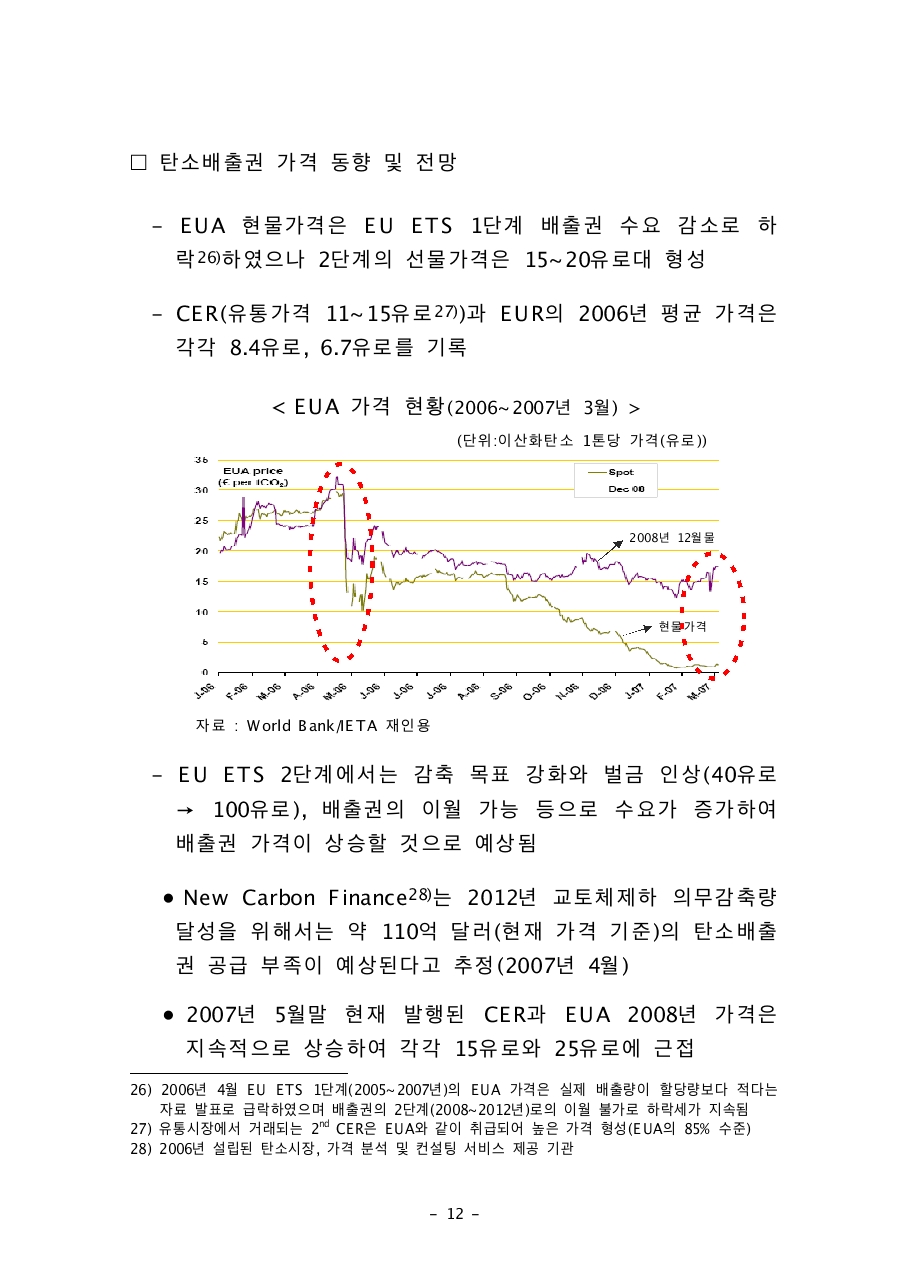 □ 탄소배출권 가격 동향 및 전망
- EUA 현물가격은 EU ETS 1단계 배출권 수요 감소로 하
락26)하였으나 2단계의 선물가격은 15~20유로대 형성
- CER(유통가격 11~15유로27))과 EUR의 2006년 평균 가격은
각각 8.4유로, 6.7유로를 기록
< EUA 가격 현황(2006~2007년 3월) >
(단위:이산화탄소 1톤당 가격(유로))
35
EUA price
(€ per tCO₂)
Spot
Dec 08
30
25
20
15
10
5
0
2008년 12월물
현물가격
J-06 F-06 M-06 A-06 M-06 J-06 J-06 J-06 A-06 S-06 O-06 N-06 D-06 J-07 F-07 M-07
자료 : World Bank/IETA 재인용
- EU ETS 2단계에서는 감축 목표 강화와 벌금 인상(40유로
→ 100유로), 배출권의 이월 가능 등으로 수요가 증가하여
배출권 가격이 상승할 것으로 예상됨
● New Carbon Finance28)는 2012년 교토체제하 의무감축량
달성을 위해서는 약 110억 달러(현재 가격 기준)의 탄소배출
권 공급 부족이 예상된다고 추정(2007년 4월)
● 2007년 5월말 현재 발행된 CER과 EUA 2008년 가격은
지속적으로 상승하여 각각 15유로와 25유로에 근접
26) 2006년 4월 EU ETS 1단계(2005~2007년)의 EUA 가격은 실제 배출량이 할당량보다 적다는
자료 발표로 급락하였으며 배출권의 2단계(2008~2012년)로의 이월 불가로 하락세가 지속됨
27) 유통시장에서 거래되는 2nd CER은 EUA와 같이 취급되어 높은 가격 형성(EUA의 85% 수준)
28) 2006년 설립된 탄소시장, 가격 분석 및 컨설팅 서비스 제공 기관
- 12 -